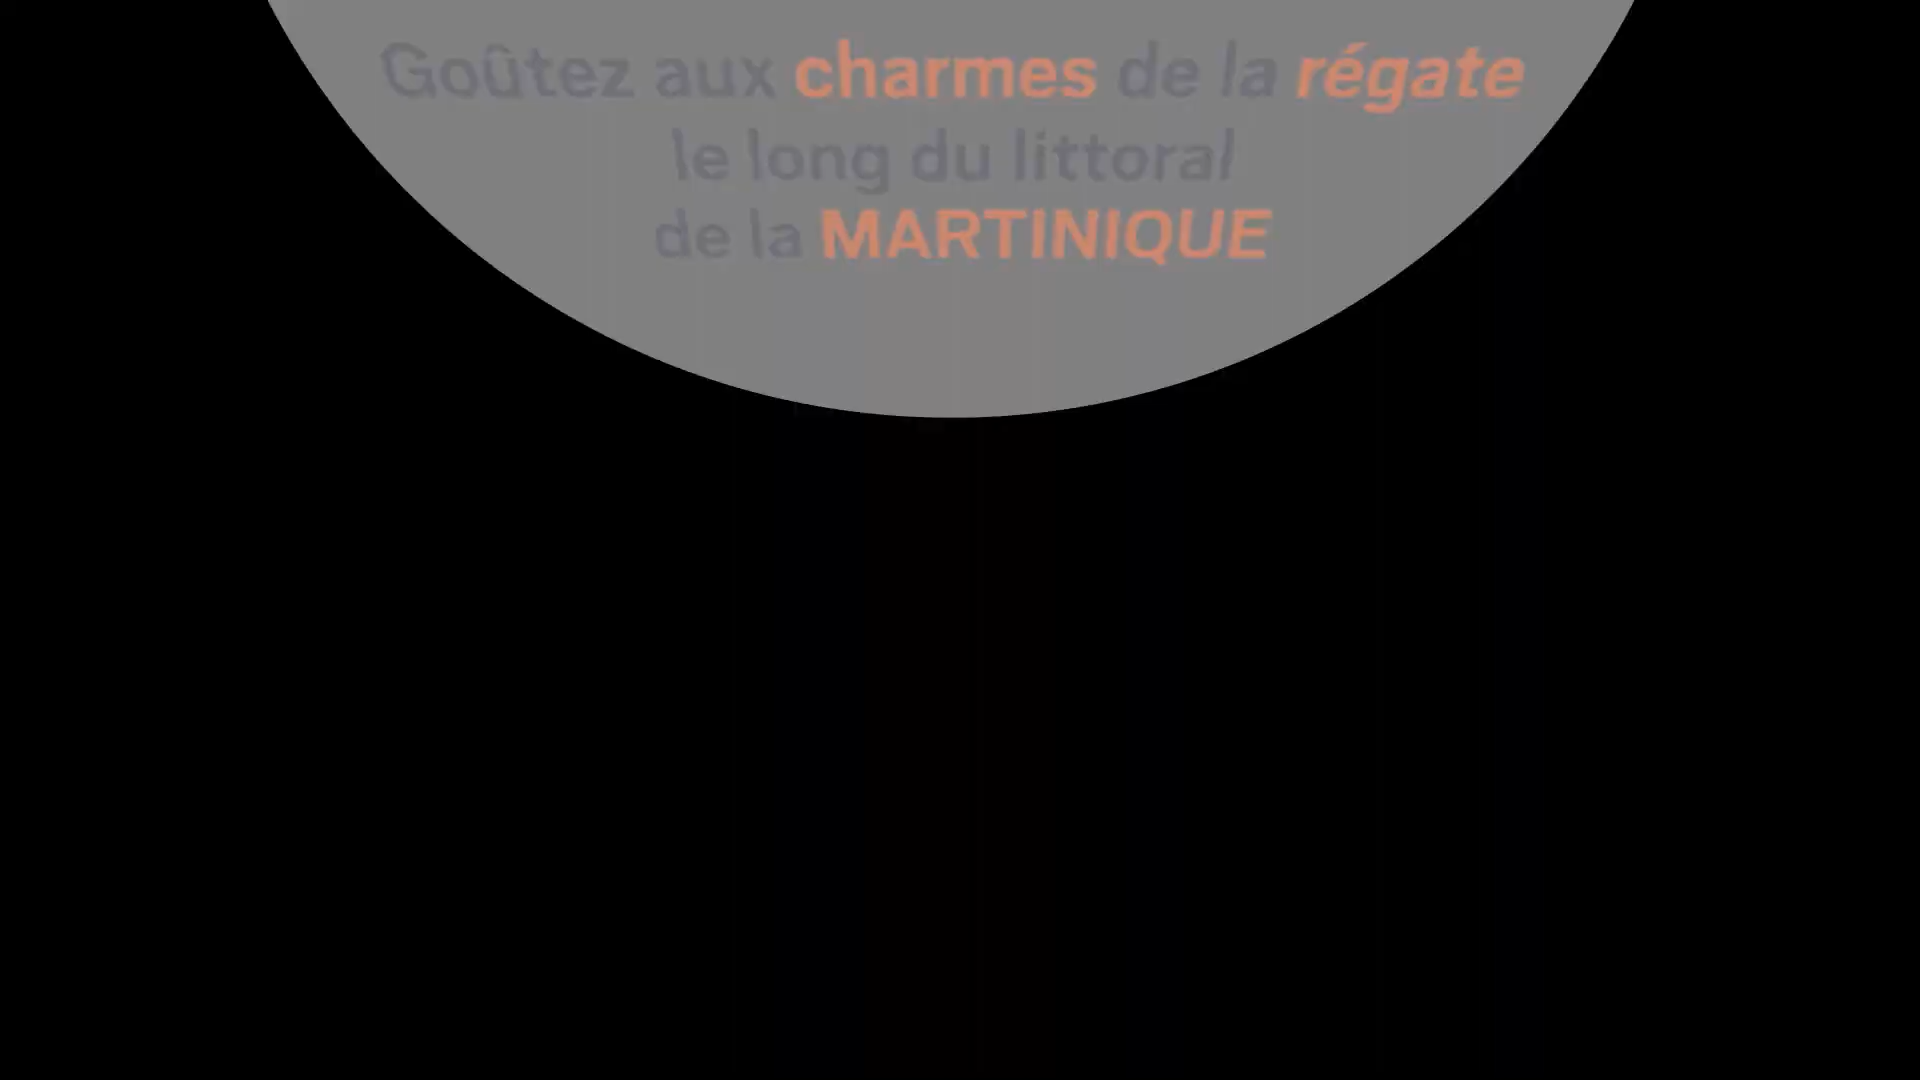 Goûtez aux charmes de la régate
le long du littoral
de la MARTINIQUE